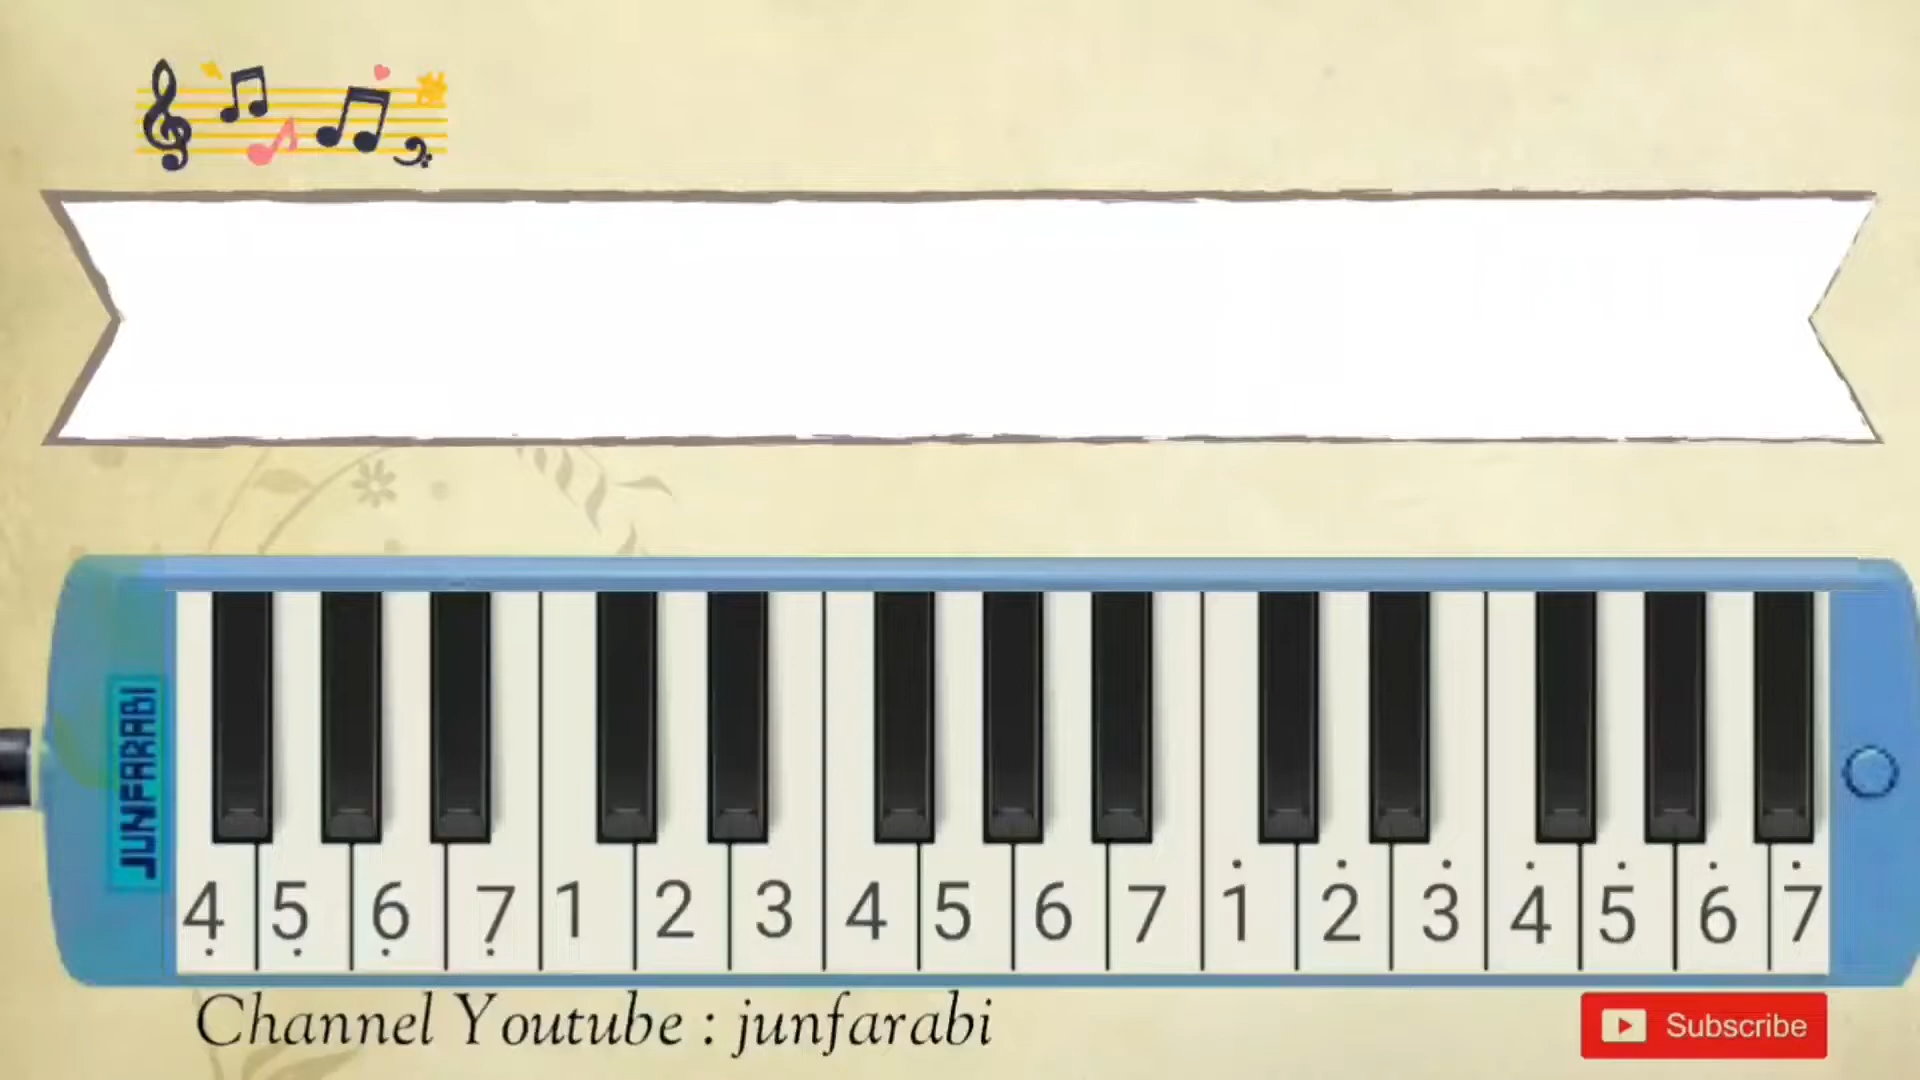 JUNFARABI
4̣ 5̣ 6̣ 7̣ 1 2 3 4 5 6 7 1̇ 2̇ 3̇ 4̇ 5̇ 6̇ 7̇
Channel Youtube : junfarabi
Subscribe